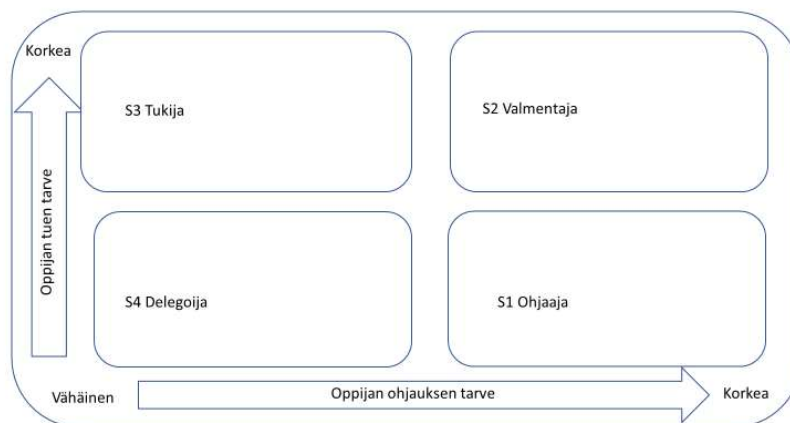 Korkea
S3 Tukija
S2 Valmentaja
Oppijan tuen tarve
S4 Delegoija
S1 Ohjaaja
Vähäinen
Oppijan ohjauksen tarve
Korkea